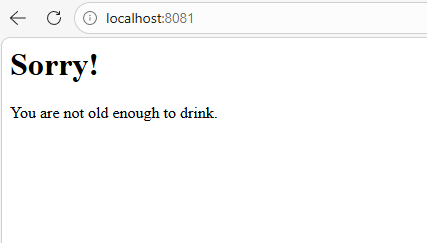 localhost:8081
Sorry!
You are not old enough to drink.